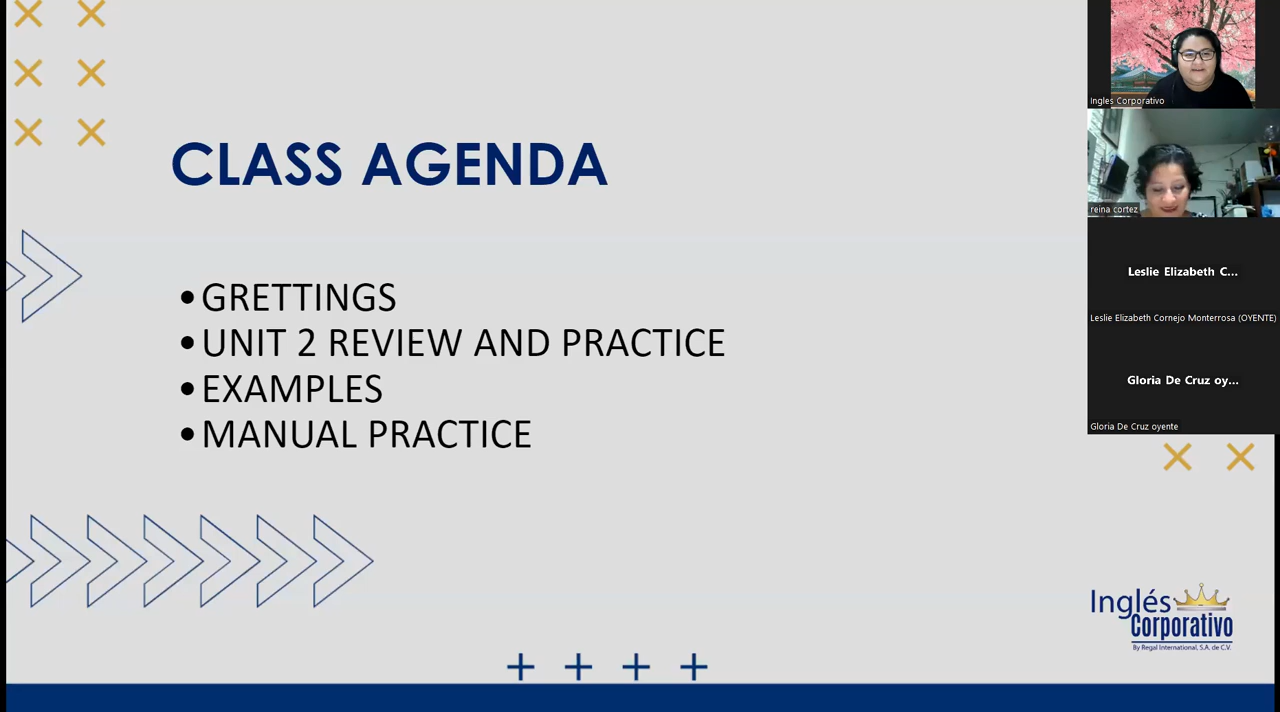 CLASS AGENDA
•GRETTINGS
•UNIT 2 REVIEW AND PRACTICE
•EXAMPLES
•MANUAL PRACTICE
Ingles Corporativo
reina cortez
Leslie Elizabeth C...
Leslie Elizabeth Cornejo Monterrosa (OYENTE)
Gloria De Cruz oy...
Gloria De Cruz oyente
Inglés
Corporativo
By Regal International, S.A. de C.V.